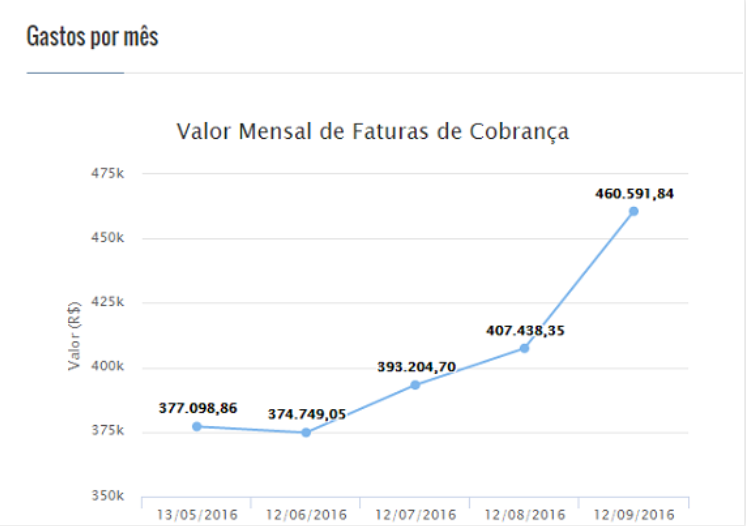 Gastos por mês
Valor Mensal de Faturas de Cobrança
475k
460.591,84
450k
425k
Valor (R$)
407.438,35
400k
393.204,70
377.098,86
374.749,05
375k
350k
13/05/2016 12/06/2016 12/07/2016 12/08/2016 12/09/2016